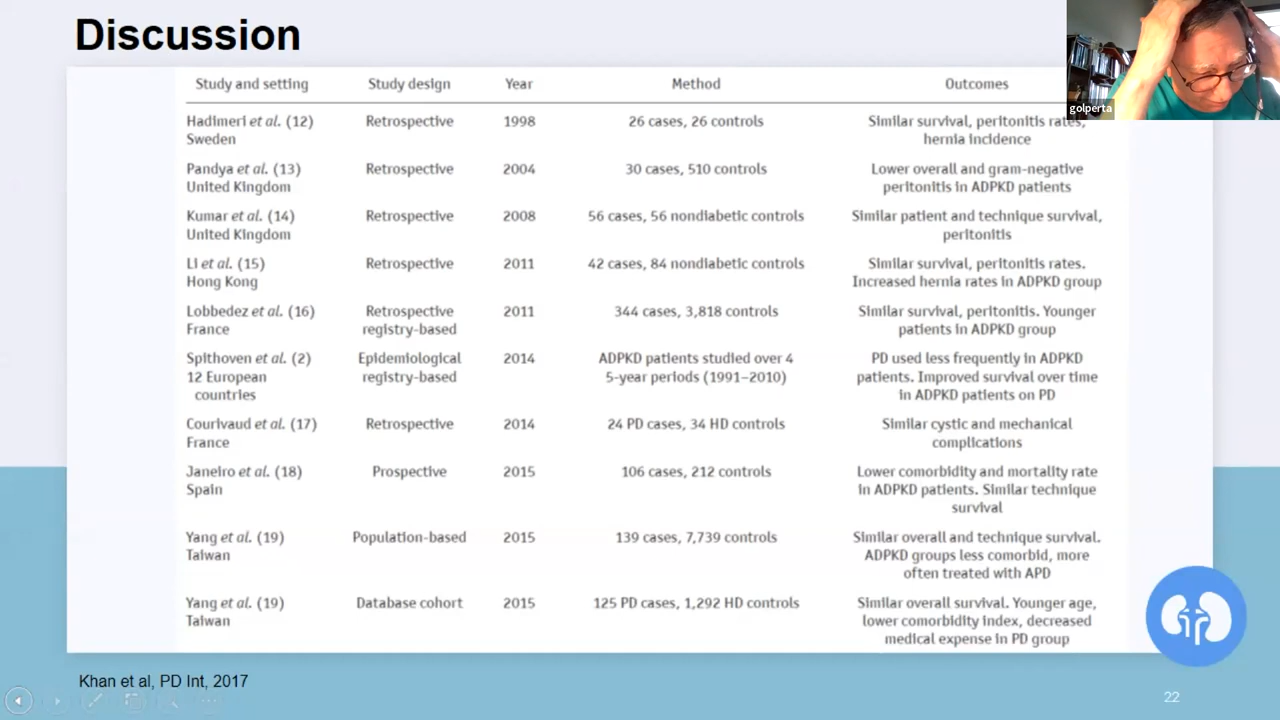 Discussion
golperta
Study and setting Study design Year Method Outcomes
Hadimeri et al. (12) Retrospective 1998 26 cases, 26 controls Similar survival, peritonitis rates,
Sweden hernia incidence
Pandya et al. (13) Retrospective 2004 30 cases, 510 controls Lower overall and gram-negative
United Kingdom peritonitis in ADPKD patients
Kumar et al. (14) Retrospective 2008 56 cases, 56 nondiabetic controls Similar patient and technique survival,
United Kingdom peritonitis
Li et al. (15) Retrospective 2011 42 cases, 84 nondiabetic controls Similar survival, peritonitis rates.
Hong Kong Increased hernia rates in ADPKD group
Lobbedez et al. (16) Retrospective 2011 344 cases, 3,818 controls Similar survival, peritonitis. Younger
France registry-based patients in ADPKD group
Spithoven et al. (2) Epidemiological 2014 ADPKD patients studied over 4 PD used less frequently in ADPKD
12 European registry-based 5-year periods (1991–2010) patients. Improved survival over time
countries in ADPKD patients on PD
Courivaud et al. (17) Retrospective 2014 24 PD cases, 34 HD controls Similar cystic and mechanical
France complications
Janeiro et al. (18) Prospective 2015 106 cases, 212 controls Lower comorbidity and mortality rate
Spain in ADPKD patients. Similar technique
survival
Yang et al. (19) Population-based 2015 139 cases, 7,739 controls Similar overall and technique survival.
Taiwan ADPKD groups less comorbid, more
often treated with APD
Yang et al. (19) Database cohort 2015 125 PD cases, 1,292 HD controls Similar overall survival. Younger age,
Taiwan lower comorbidity index, decreased
medical expense in PD group
Khan et al, PD Int, 2017
22